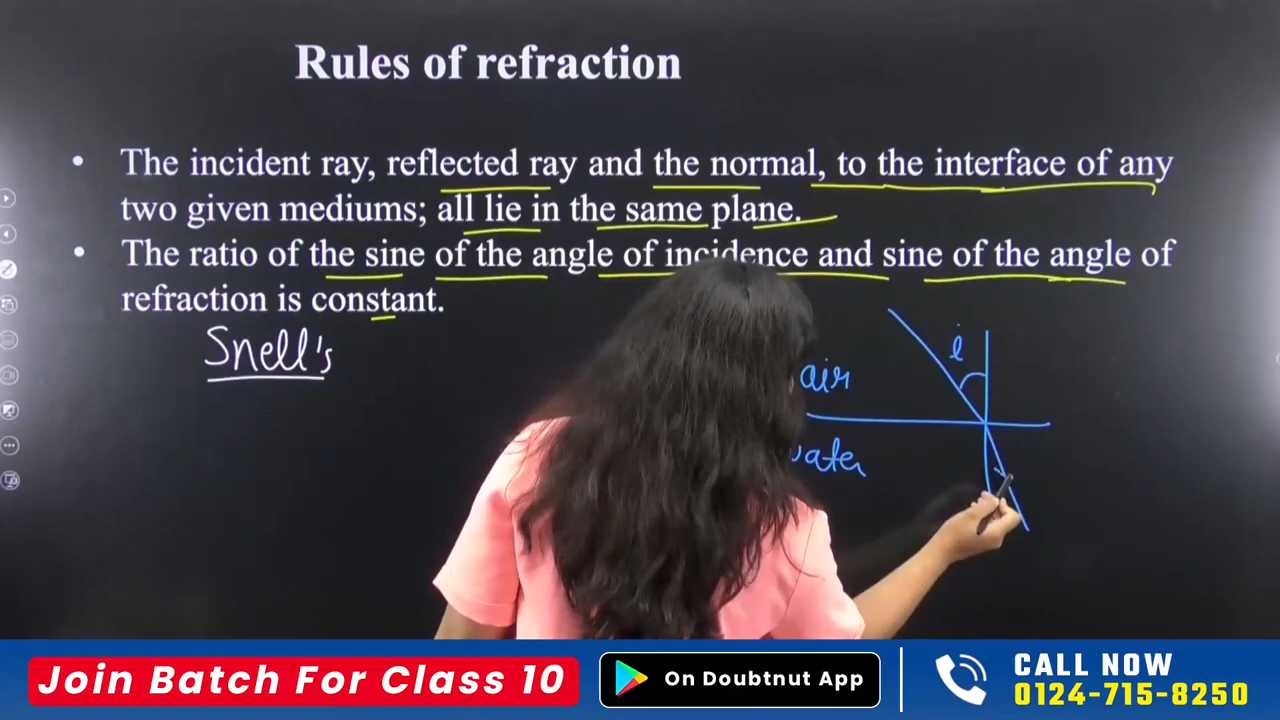 Rules of refraction
• The incident ray, reflected ray and the normal, to the interface of any
two given mediums; all lie in the same plane.
• The ratio of the sine of the angle of incidence and sine of the angle of
refraction is constant.
Snell's
i
air
water
Join Batch For Class 10
On Doubtnut App
CALL NOW
0124-715-8250